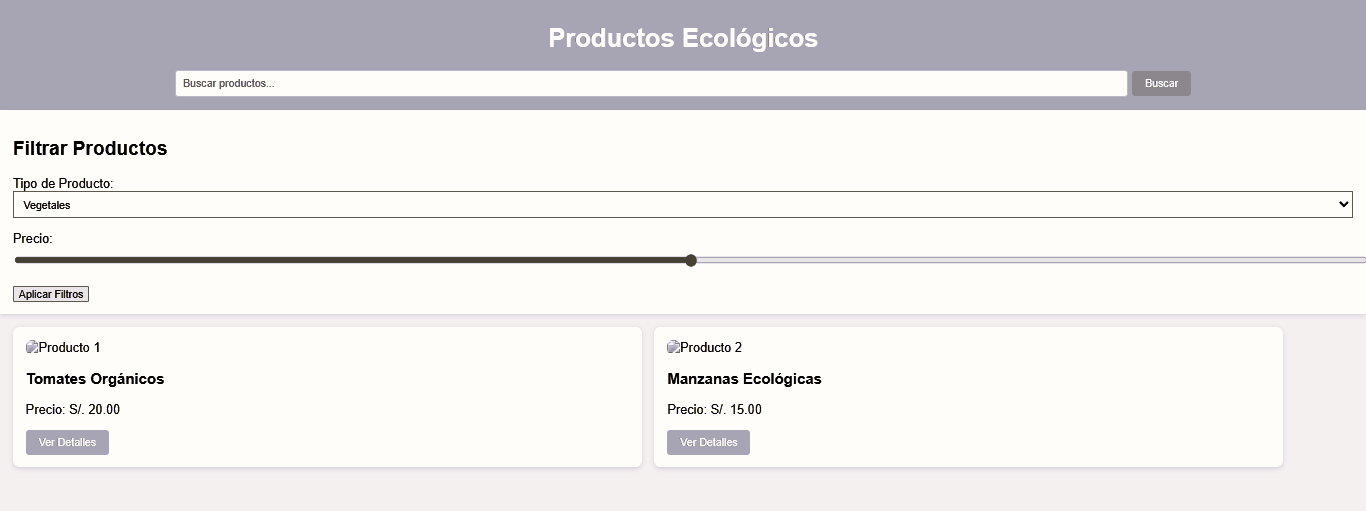 Productos Ecológicos
Buscar productos...
Buscar
Filtrar Productos
Tipo de Producto:
Vegetales
Precio:
Aplicar Filtros
Producto 1
Tomates Orgánicos
Precio: S/. 20.00
Ver Detalles
Producto 2
Manzanas Ecológicas
Precio: S/. 15.00
Ver Detalles